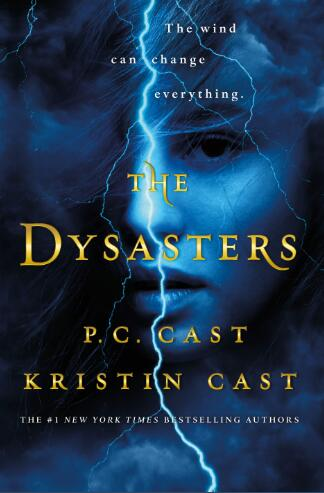 The wind
can change
everything.
THE
DYSASTERS
P.C. CAST
KRISTIN CAST
THE #1 NEW YORK TIMES BESTSELLING AUTHORS